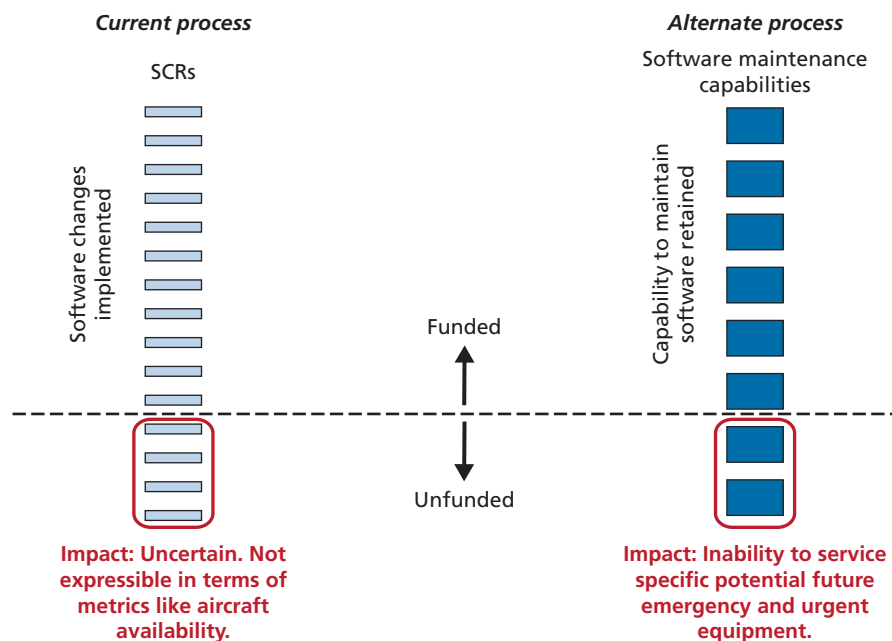 Current process
SCRs
Software changes
implemented
Impact: Uncertain. Not
expressible in terms of
metrics like aircraft
availability.
Funded
Unfunded
Alternate process
Software maintenance
capabilities
Capability to maintain
software retained
Impact: Inability to service
specific potential future
emergency and urgent
equipment.